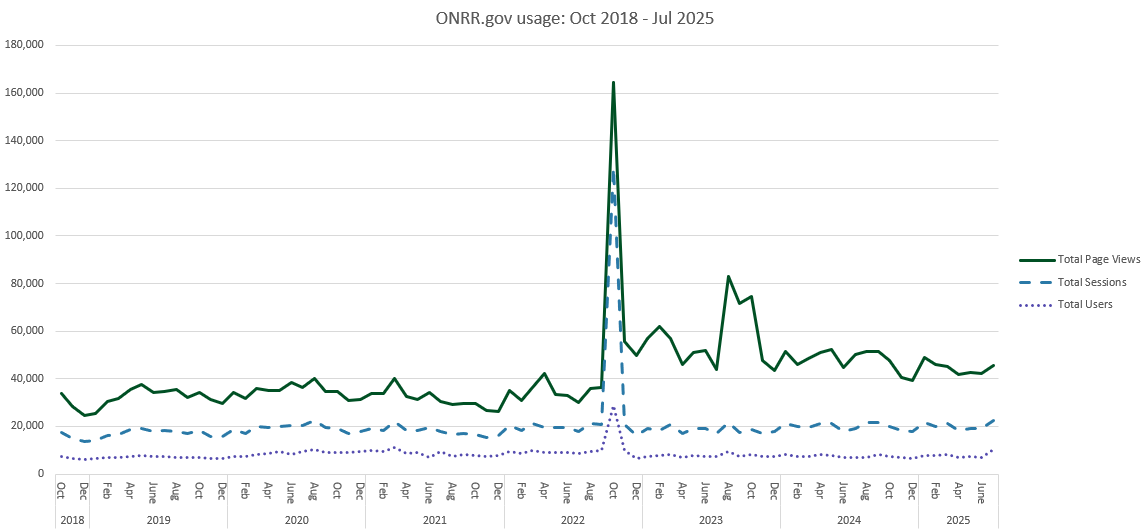 ONRR.gov usage: Oct 2018 - Jul 2025
180,000
160,000
140,000
120,000
100,000
80,000
60,000
40,000
20,000
0
Total Page Views
Total Sessions
Total Users
Oct Dec Feb Apr June Aug Oct Dec Feb Apr June Aug Oct Dec Feb Apr June Aug Oct Dec Feb Apr June Aug Oct Dec Feb Apr June Aug Oct Dec Feb Apr June Aug Oct Dec Feb Apr June
2018 2019 2020 2021 2022 2023 2024 2025